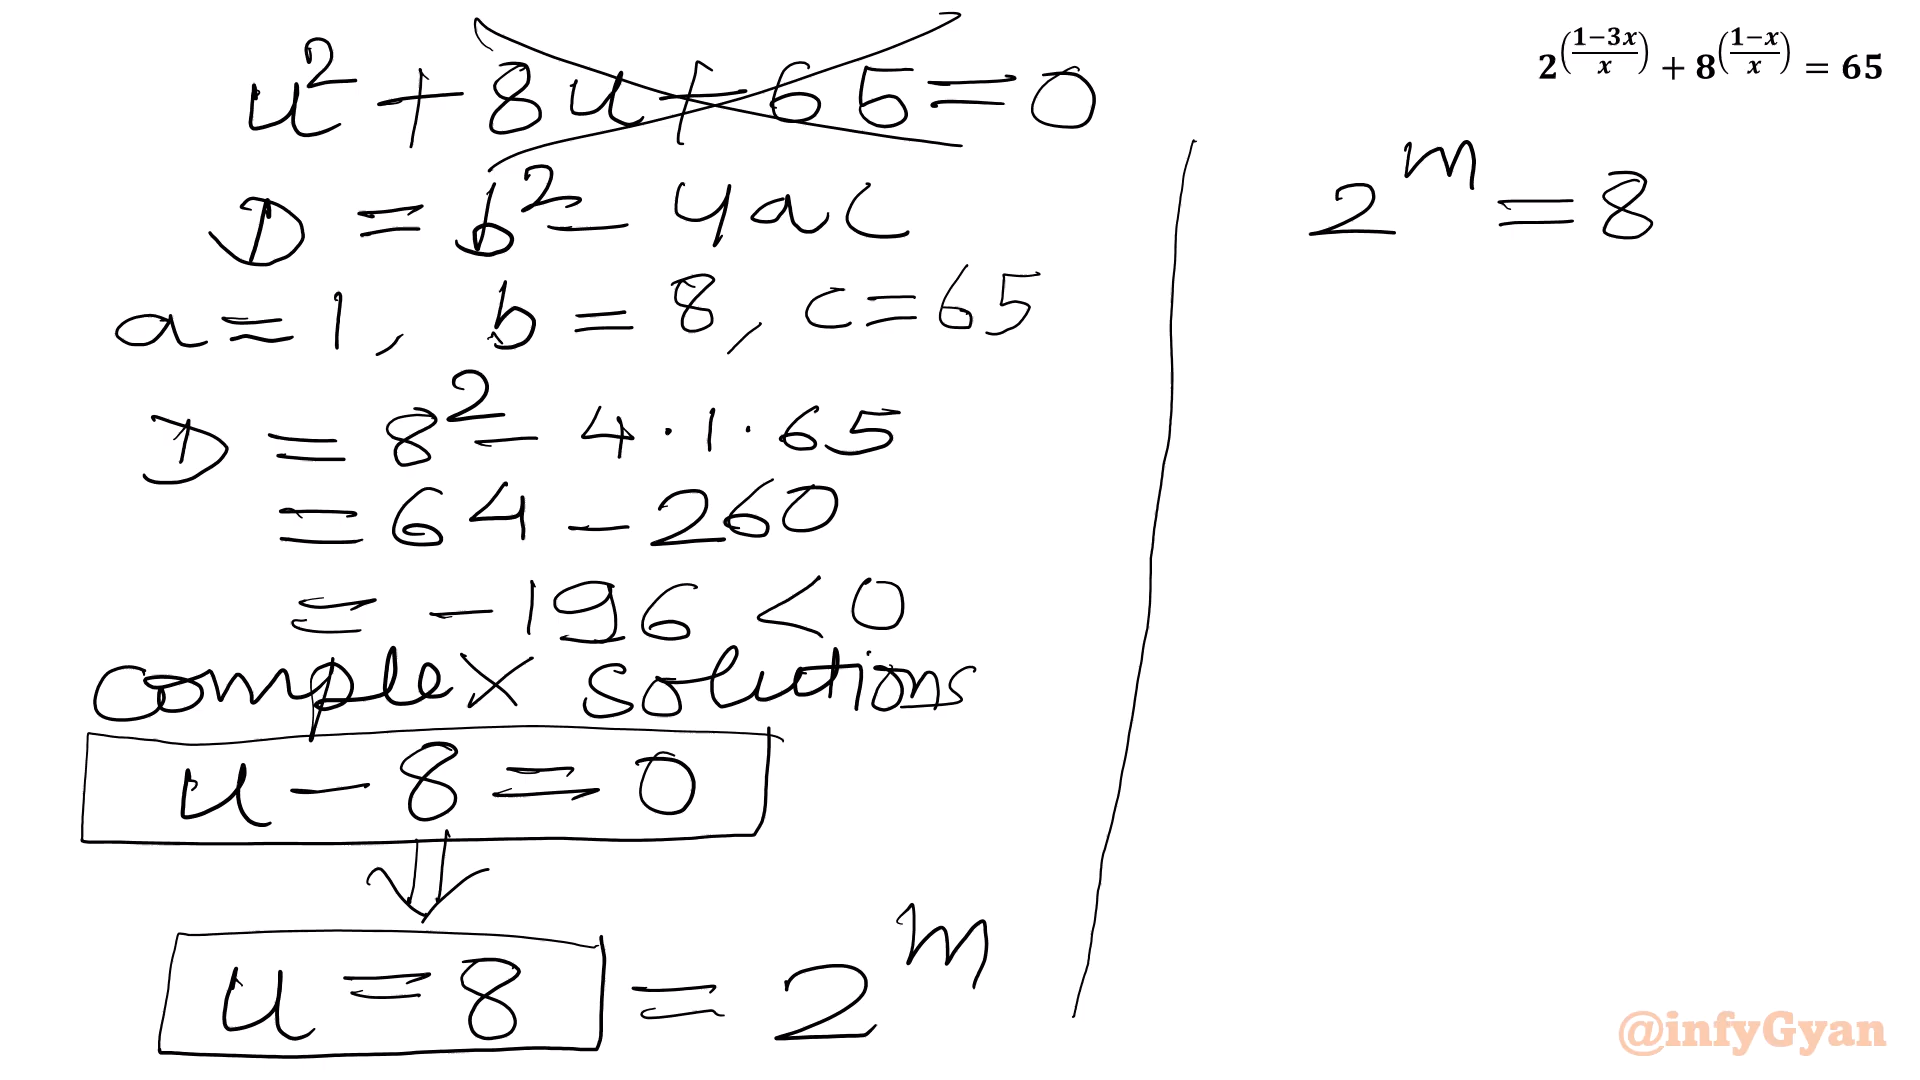 u² + 8u + 65 = 0
D = b² - 4ac
a = 1, b = 8, c = 65
D = 8² - 4 · 1 · 65
= 64 - 260
= -196 < 0
complex solutions
u - 8 = 0
u = 8 = 2^m
2^((1-3x)/x) + 8^((1-x)/x) = 65
2^m = 8
@infyGyan